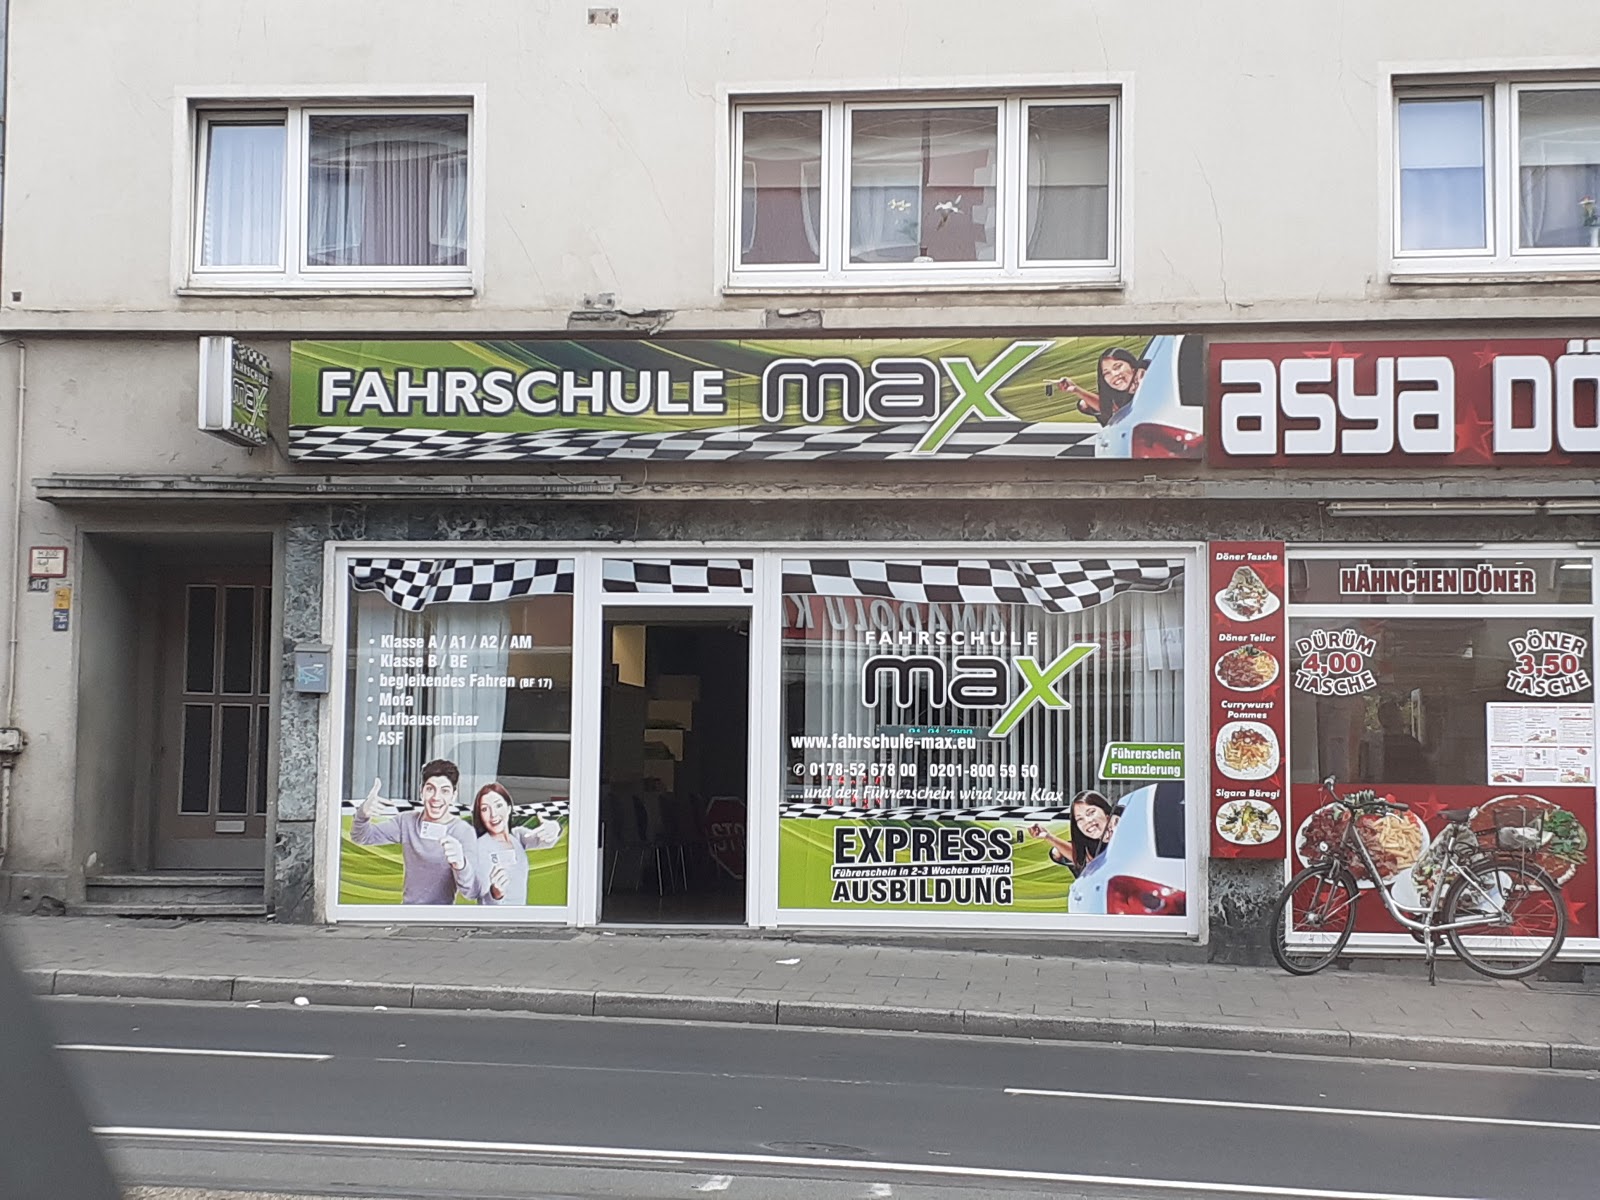 FAHRSCHULE max
FAHRSCHULE
max
asya DÖ
• Klasse A / A1 / A2 / AM
• Klasse B / BE
• begleitendes Fahren (BF 17)
• Mofa
• Aufbauseminar
• ASF
FAHRSCHULE
max
www.fahrschule-max.eu
✆ 0178-52 678 00 0201-800 59 50
...und der Führerschein wird zum Klax
Führerschein
Finanzierung
EXPRESS
Führerschein in 2-3 Wochen möglich
AUSBILDUNG
ANADOLU K
Döner Tasche
Döner Teller
Currywurst
Pommes
Sigara Böregi
HÄHNCHEN DÖNER
DÜRÜM
4,00
TASCHE
DÖNER
3,50
TASCHE